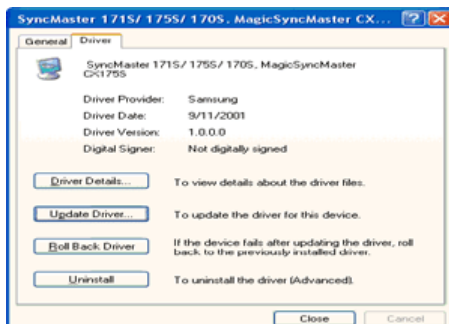 SyncMaster 171S/ 175S/ 170S, MagicSyncMaster CX...
General Driver
SyncMaster 171S/ 175S/ 170S, MagicSyncMaster
CX175S
Driver Provider: Samsung
Driver Date: 9/11/2001
Driver Version: 1.0.0.0
Digital Signer: Not digitally signed
Driver Details... To view details about the driver files.
Update Driver... To update the driver for this device.
Roll Back Driver If the device fails after updating the driver, roll
back to the previously installed driver.
Uninstall To uninstall the driver (Advanced).
Close Cancel